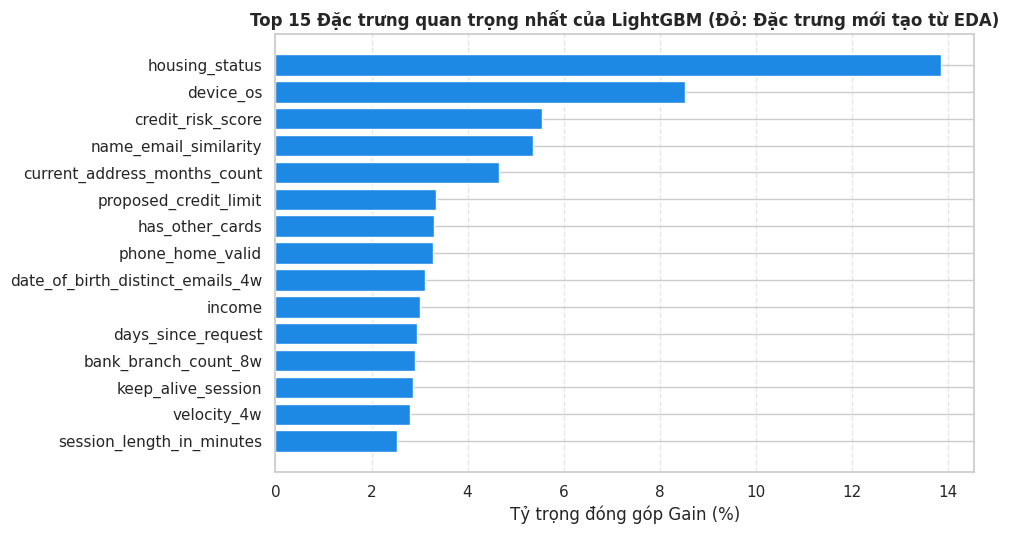 Top 15 Đặc trưng quan trọng nhất của LightGBM (Đỏ: Đặc trưng mới tạo từ EDA)
housing_status
device_os
credit_risk_score
name_email_similarity
current_address_months_count
proposed_credit_limit
has_other_cards
phone_home_valid
date_of_birth_distinct_emails_4w
income
days_since_request
bank_branch_count_8w
keep_alive_session
velocity_4w
session_length_in_minutes
0 2 4 6 8 10 12 14
Tỷ trọng đóng góp Gain (%)